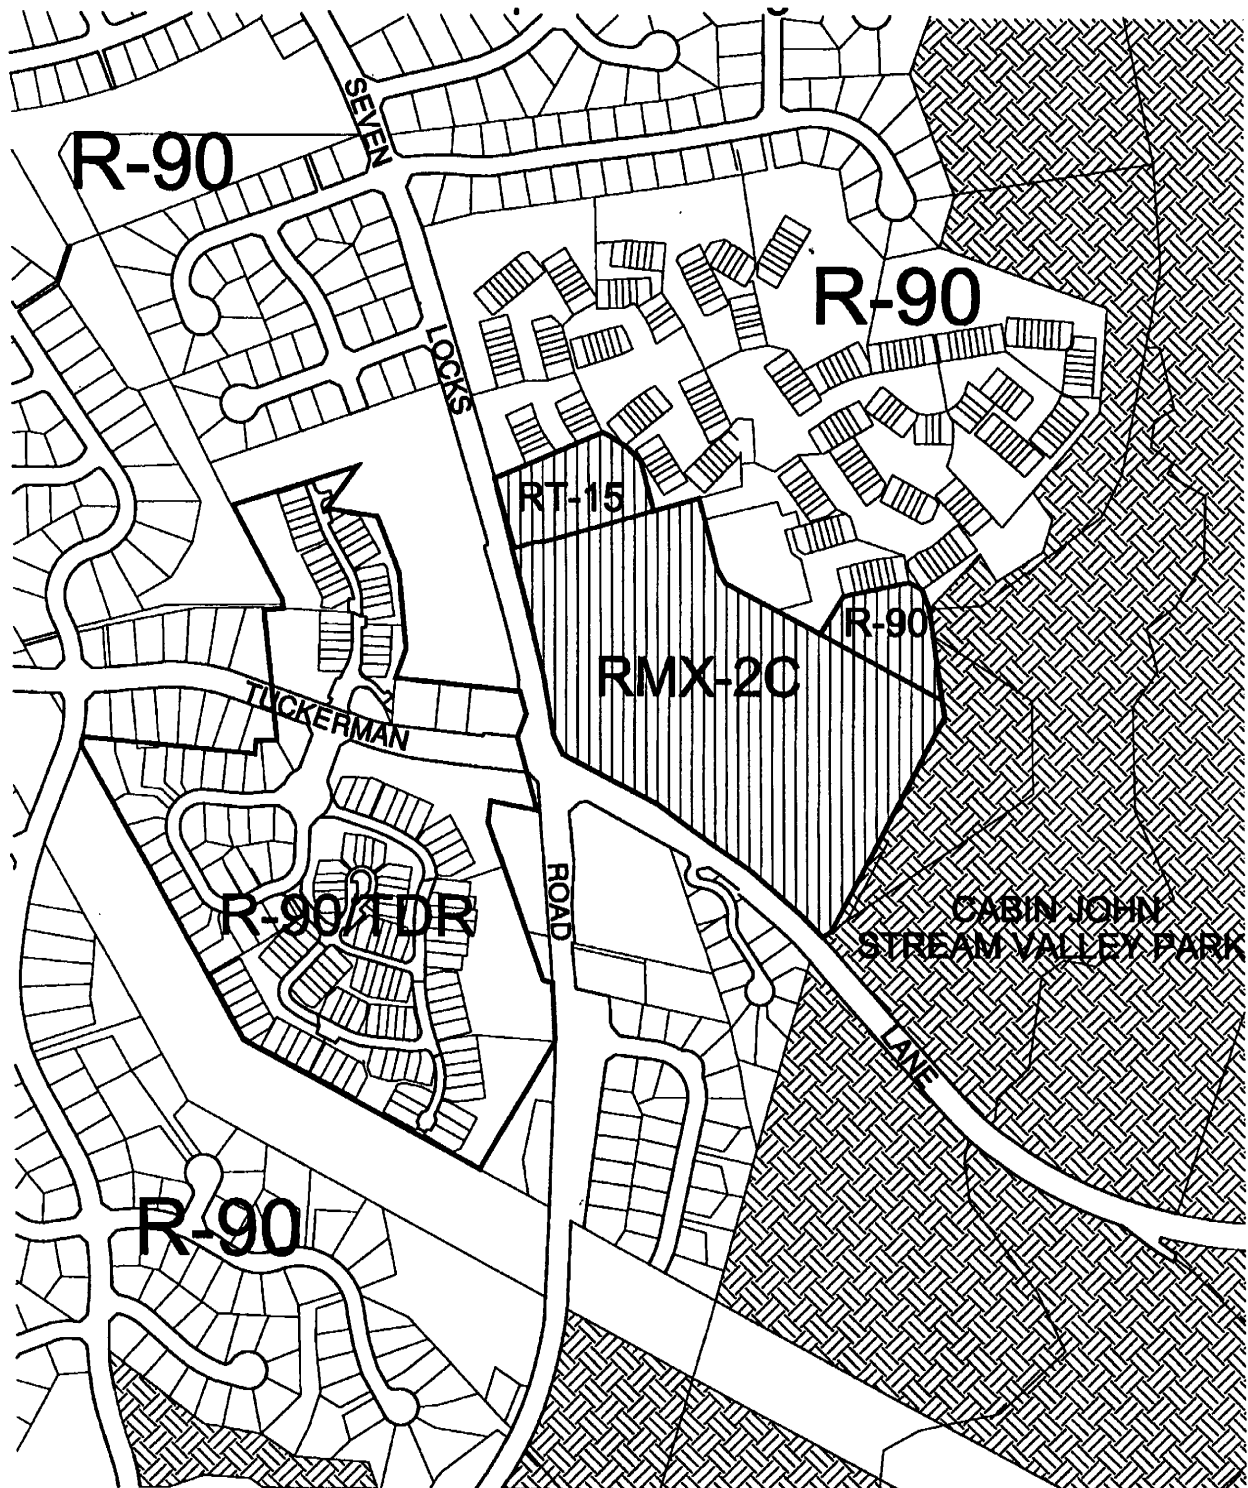 SEVEN
R-90
R-90
LOCKS
RT-15
R-90
RMX-2C
TUCKERMAN
R-90/TDR
ROAD
CABIN JOHN
STREAM VALLEY PARK
LANE
R-90